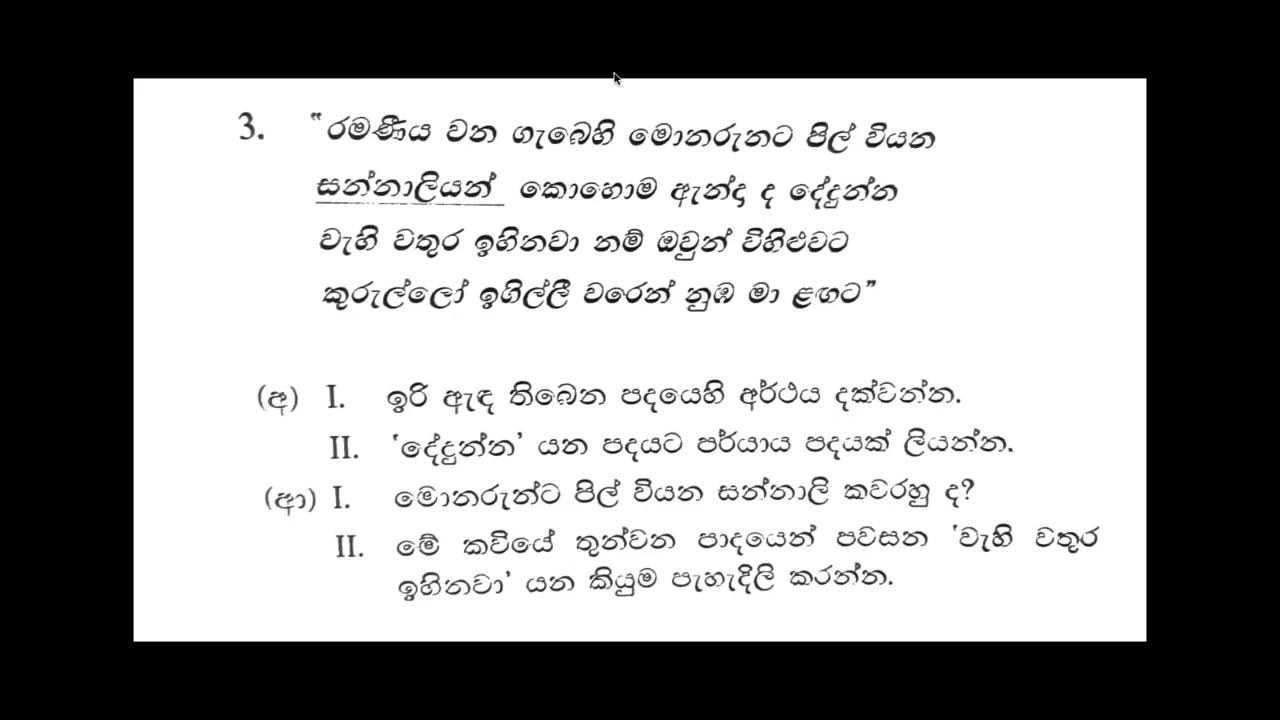 3. “රමණීය වන ගැබෙහි මොනරුනට පිල් වියන
සන්නාලියන් කොහොම ඇන්ද ද දේදුන්න
වැහි වතුර ඉහිනවා නම් ඔවුන් විහිළුවට
කුරුල්ලෝ ඉගිල්ලී වරෙන් නුඹ මා ළඟට”
(අ) I. ඉරි ඇඳ තිබෙන පදයෙහි අර්ථය දක්වන්න.
II. ‘දේදුන්න’ යන පදයට පර්යාය පදයක් ලියන්න.
(ආ) I. මොනරුන්ට පිල් වියන සන්නාලි කවරහු ද?
II. මේ කවියේ තුන්වන පාදයෙන් පවසන ‘වැහි වතුර
ඉහිනවා’ යන කියුම පැහැදිලි කරන්න.